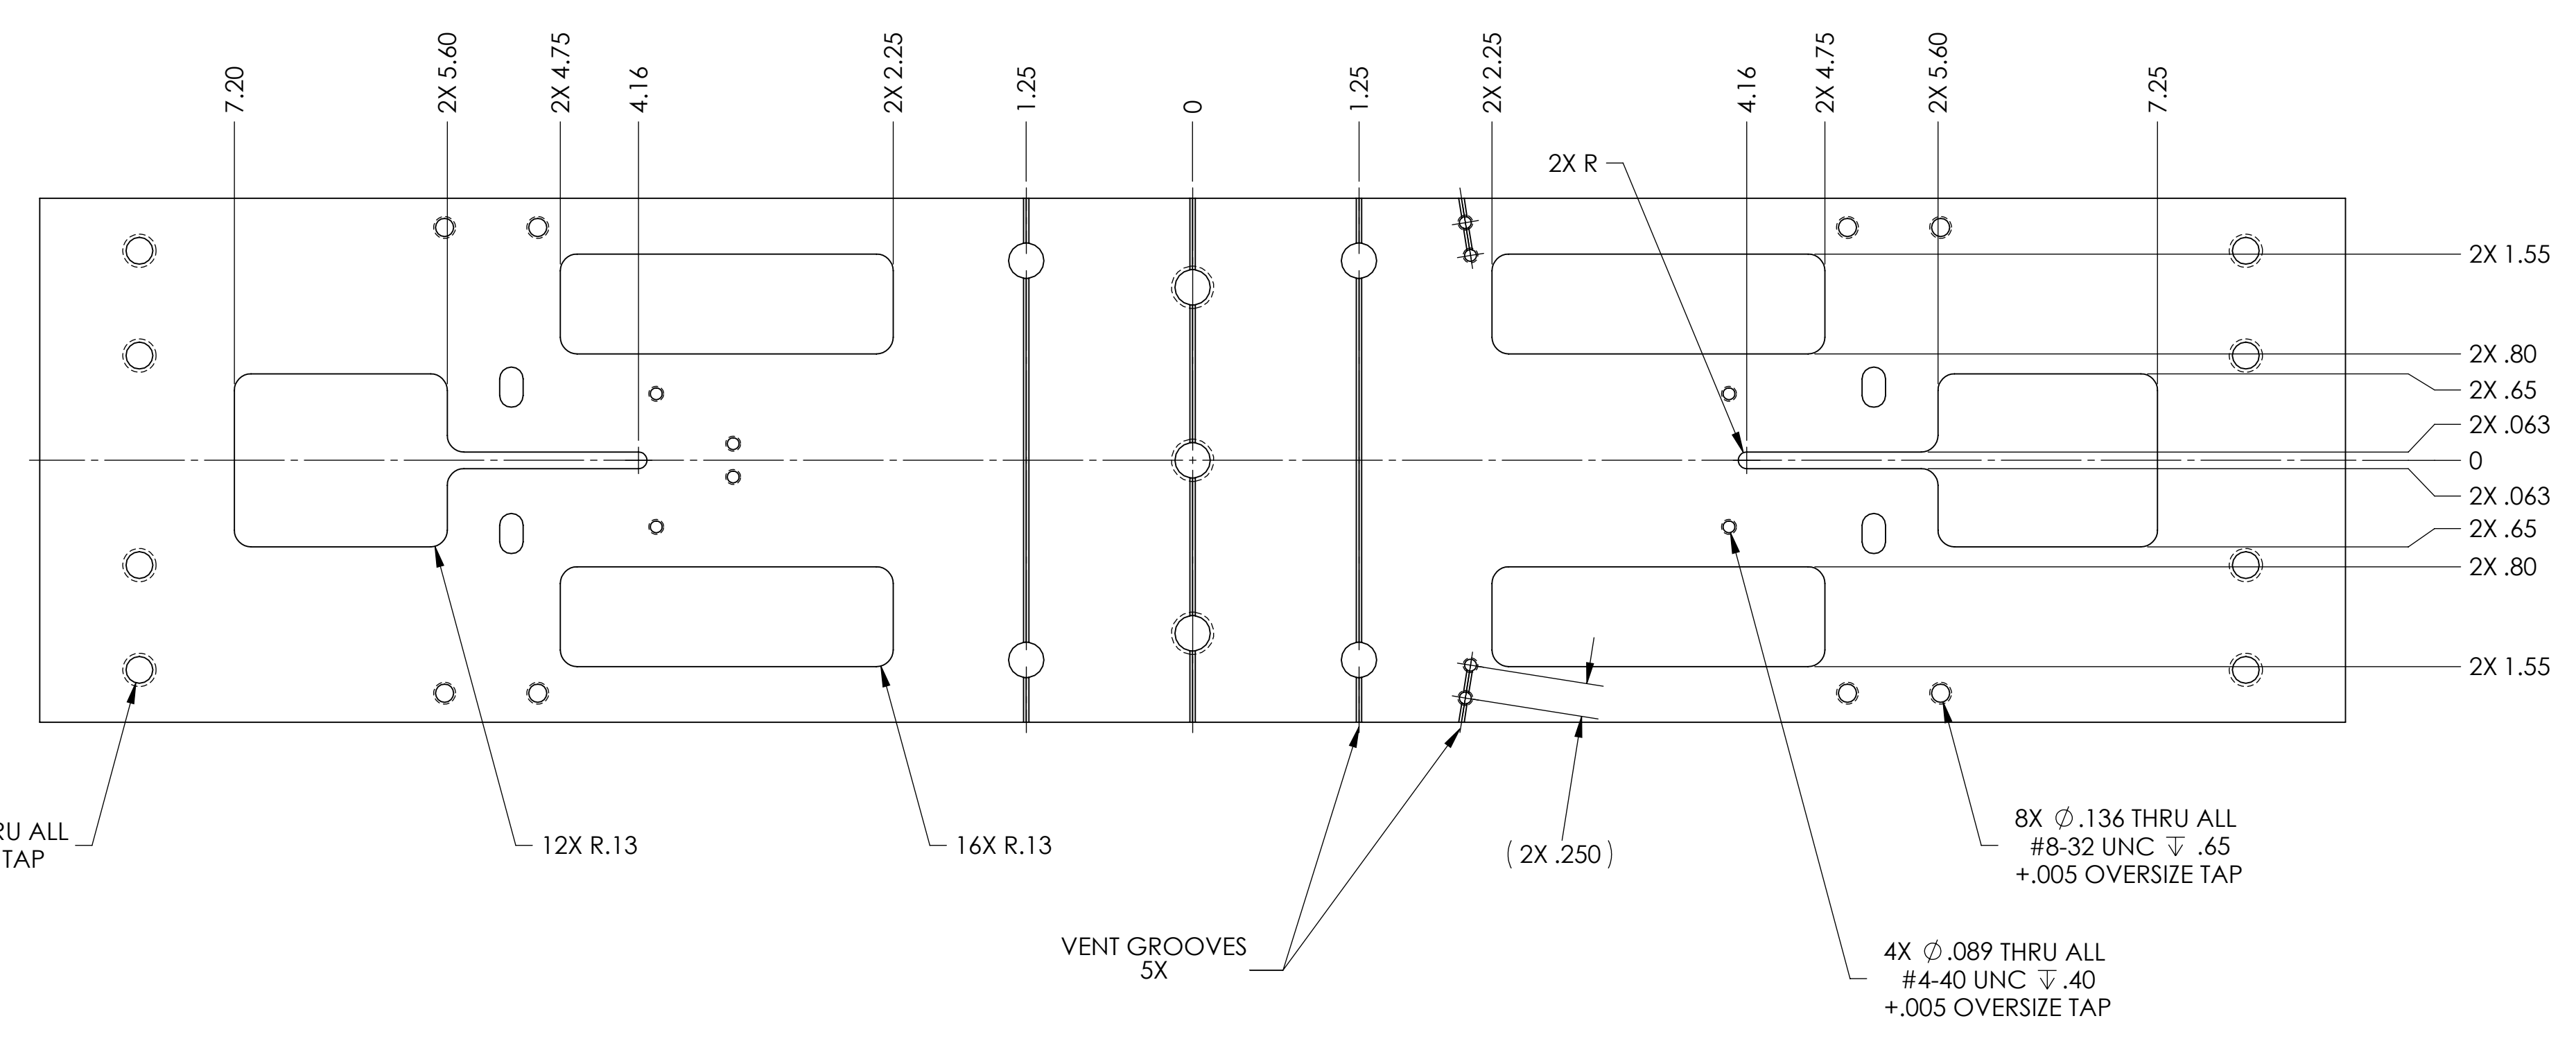 7.20
2X 5.60
2X 4.75
4.16
2X 2.25
1.25
0
1.25
2X 2.25
4.16
2X 4.75
2X 5.60
7.25
2X R
2X 1.55
2X .80
2X .65
2X .063
0
2X .063
2X .65
2X .80
2X 1.55
RU ALL
TAP
12X R.13
16X R.13
( 2X .250 )
VENT GROOVES
5X
8X ∅.136 THRU ALL
#8-32 UNC ↧ .65
+.005 OVERSIZE TAP
4X ∅.089 THRU ALL
#4-40 UNC ↧ .40
+.005 OVERSIZE TAP